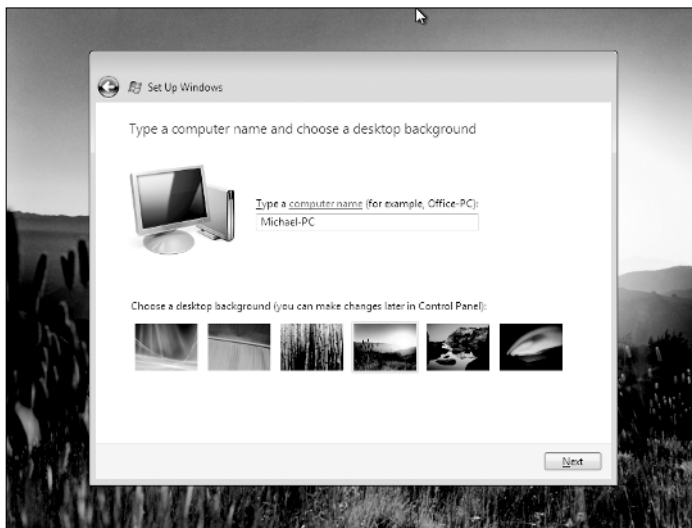 Set Up Windows
Type a computer name and choose a desktop background
Type a computer name (for example, Office-PC):
Michael-PC
Choose a desktop background (you can make changes later in Control Panel):
Next